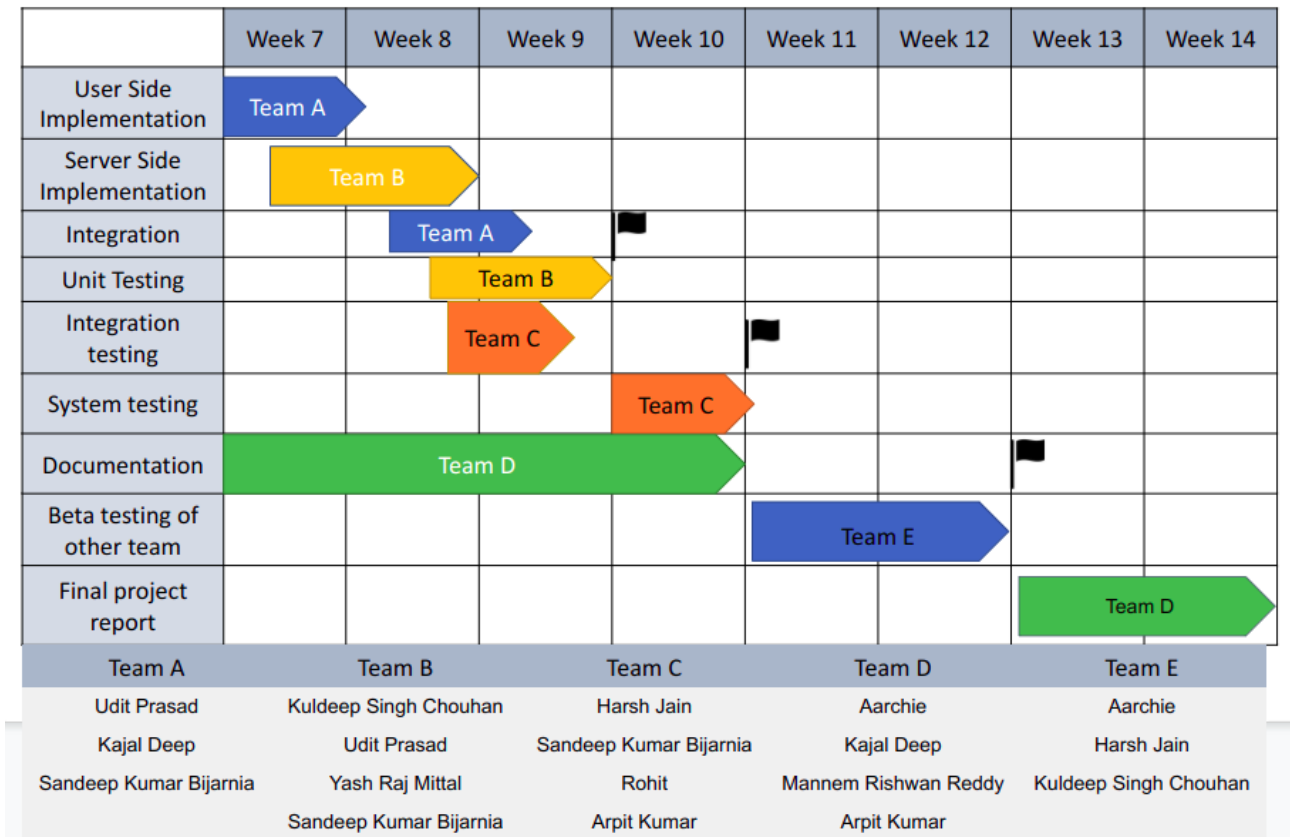 Week 7 Week 8 Week 9 Week 10 Week 11 Week 12 Week 13 Week 14
User Side
Implementation
Team A
Server Side
Implementation
Team B
Integration
Team A
Unit Testing
Team B
Integration
testing
Team C
System testing
Team C
Documentation
Team D
Beta testing of
other team
Team E
Final project
report
Team D
Team A Team B Team C Team D Team E
Udit Prasad Kuldeep Singh Chouhan Harsh Jain Aarchie Aarchie
Kajal Deep Udit Prasad Sandeep Kumar Bijarnia Kajal Deep Harsh Jain
Sandeep Kumar Bijarnia Yash Raj Mittal Rohit Mannem Rishwan Reddy Kuldeep Singh Chouhan
Sandeep Kumar Bijarnia Arpit Kumar Arpit Kumar